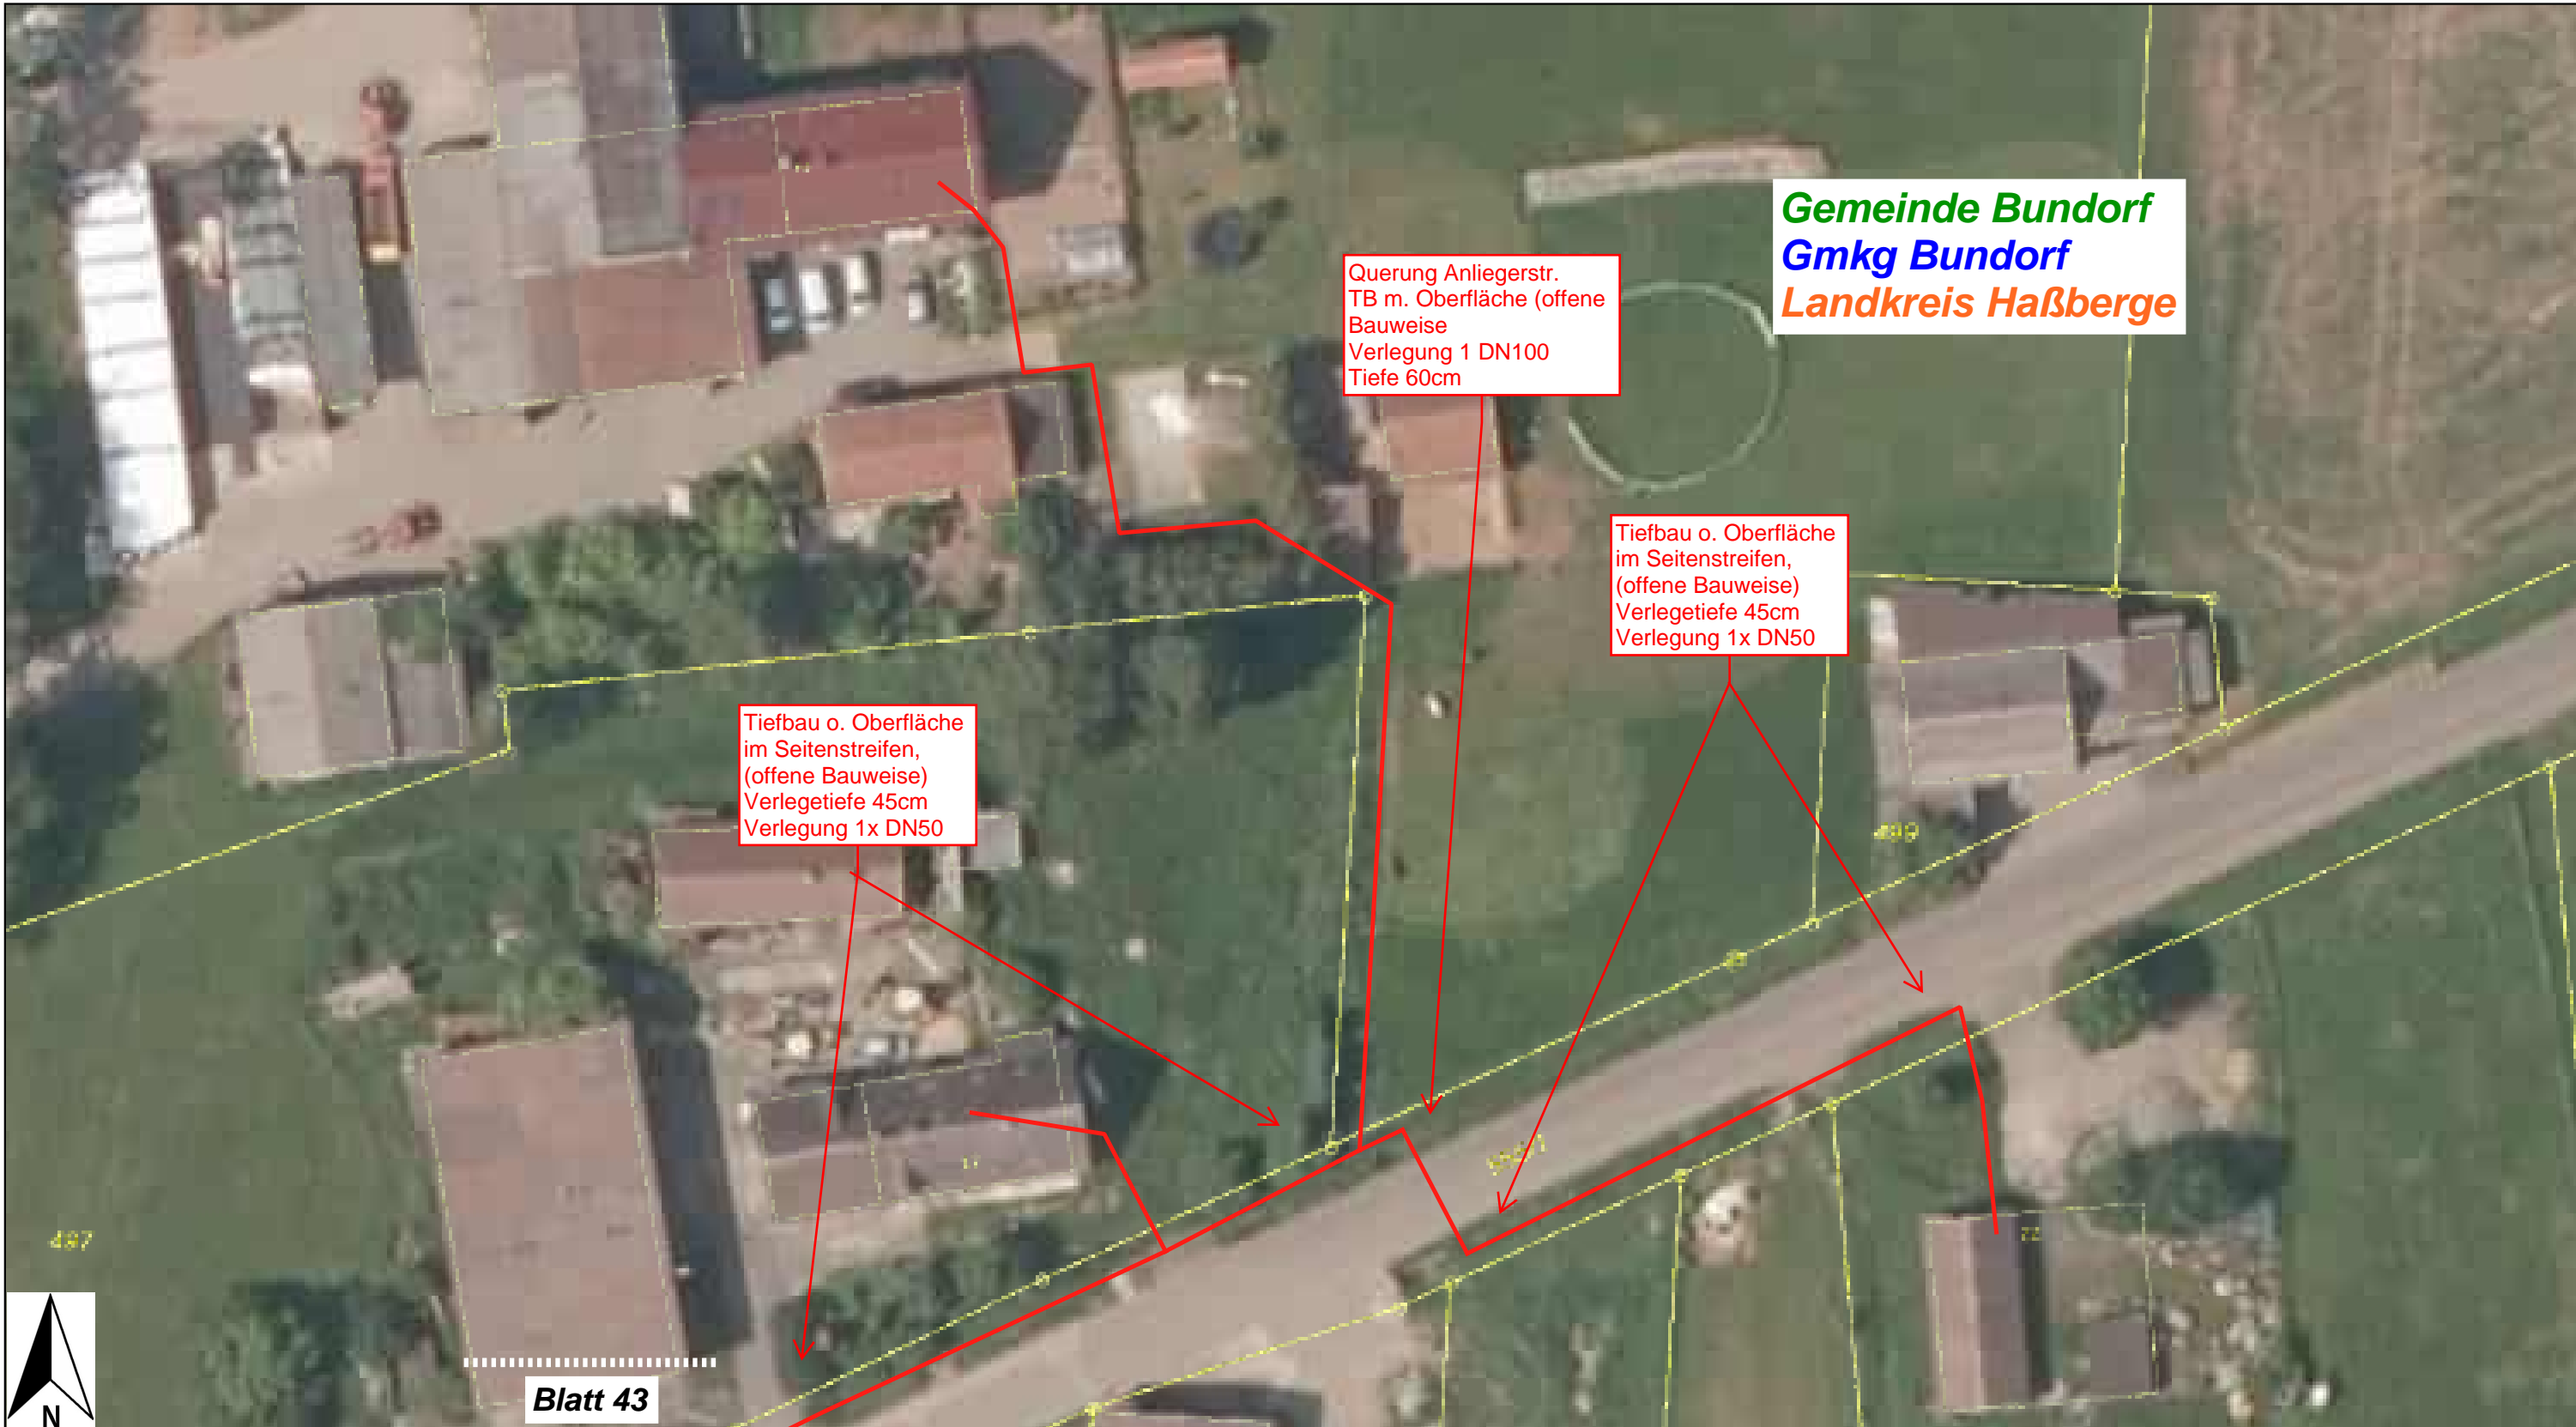 Gemeinde Bundorf
Gmkg Bundorf
Landkreis Haßberge
Querung Anliegerstr.
TB m. Oberfläche (offene
Bauweise
Verlegung 1 DN100
Tiefe 60cm
Tiefbau o. Oberfläche
im Seitenstreifen,
(offene Bauweise)
Verlegetiefe 45cm
Verlegung 1x DN50
Tiefbau o. Oberfläche
im Seitenstreifen,
(offene Bauweise)
Verlegetiefe 45cm
Verlegung 1x DN50
499
17
497
22
Blatt 43
N